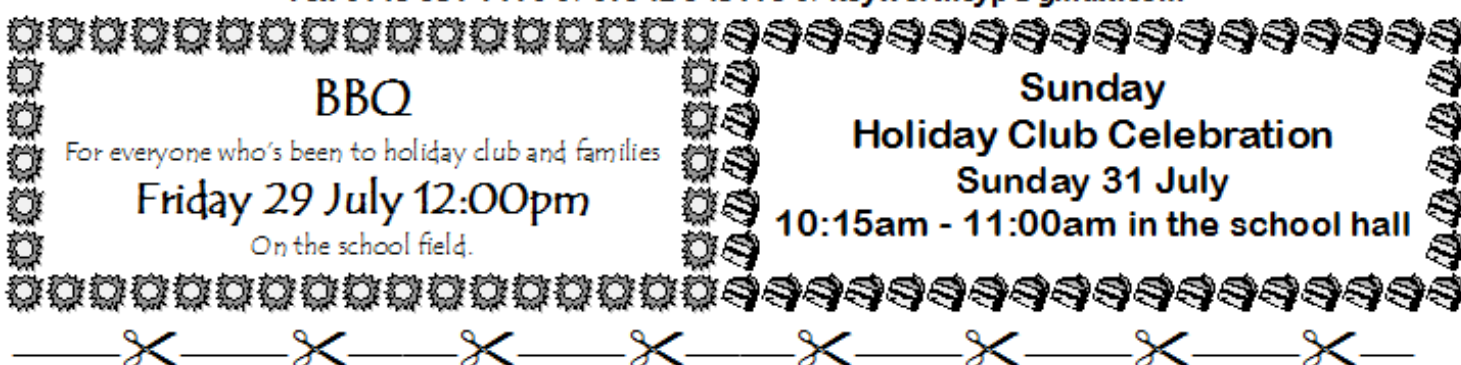 BBQ
For everyone who's been to holiday club and families
Friday 29 July 12:00pm
On the school field.
Sunday
Holiday Club Celebration
Sunday 31 July
10:15am - 11:00am in the school hall